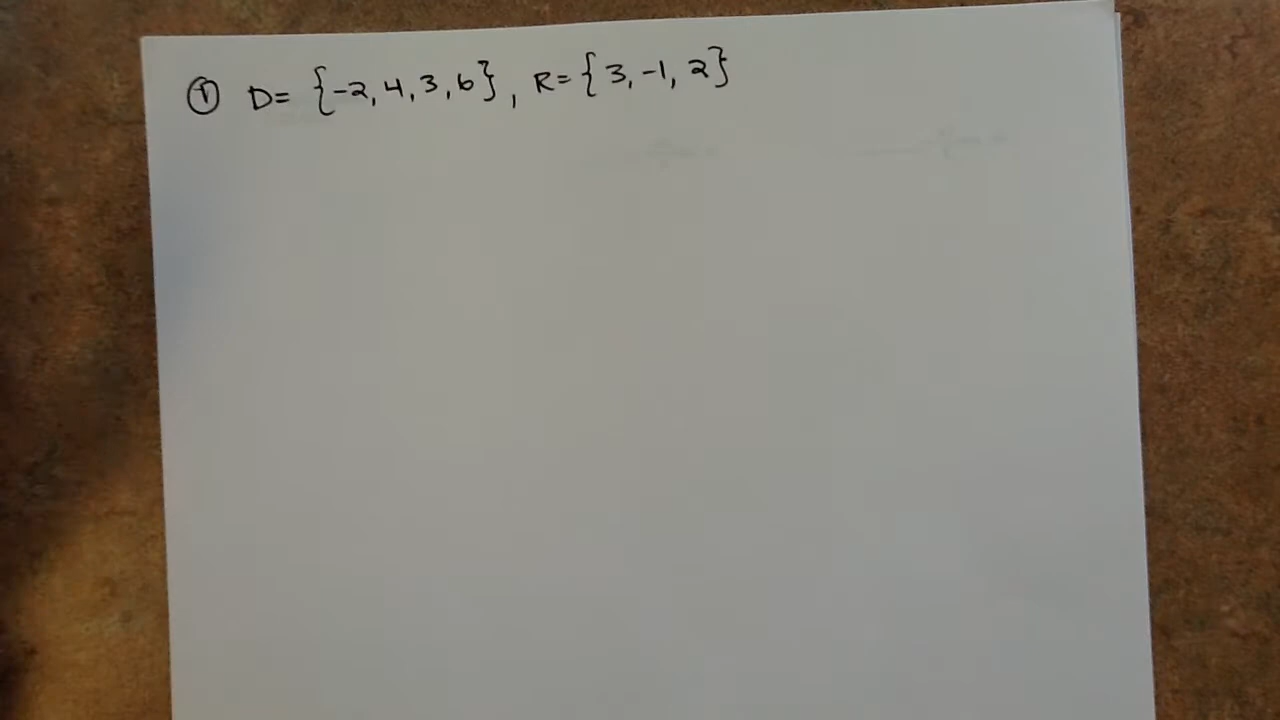 ① D= {-2, 4, 3, 6}, R= {3, -1, 2}